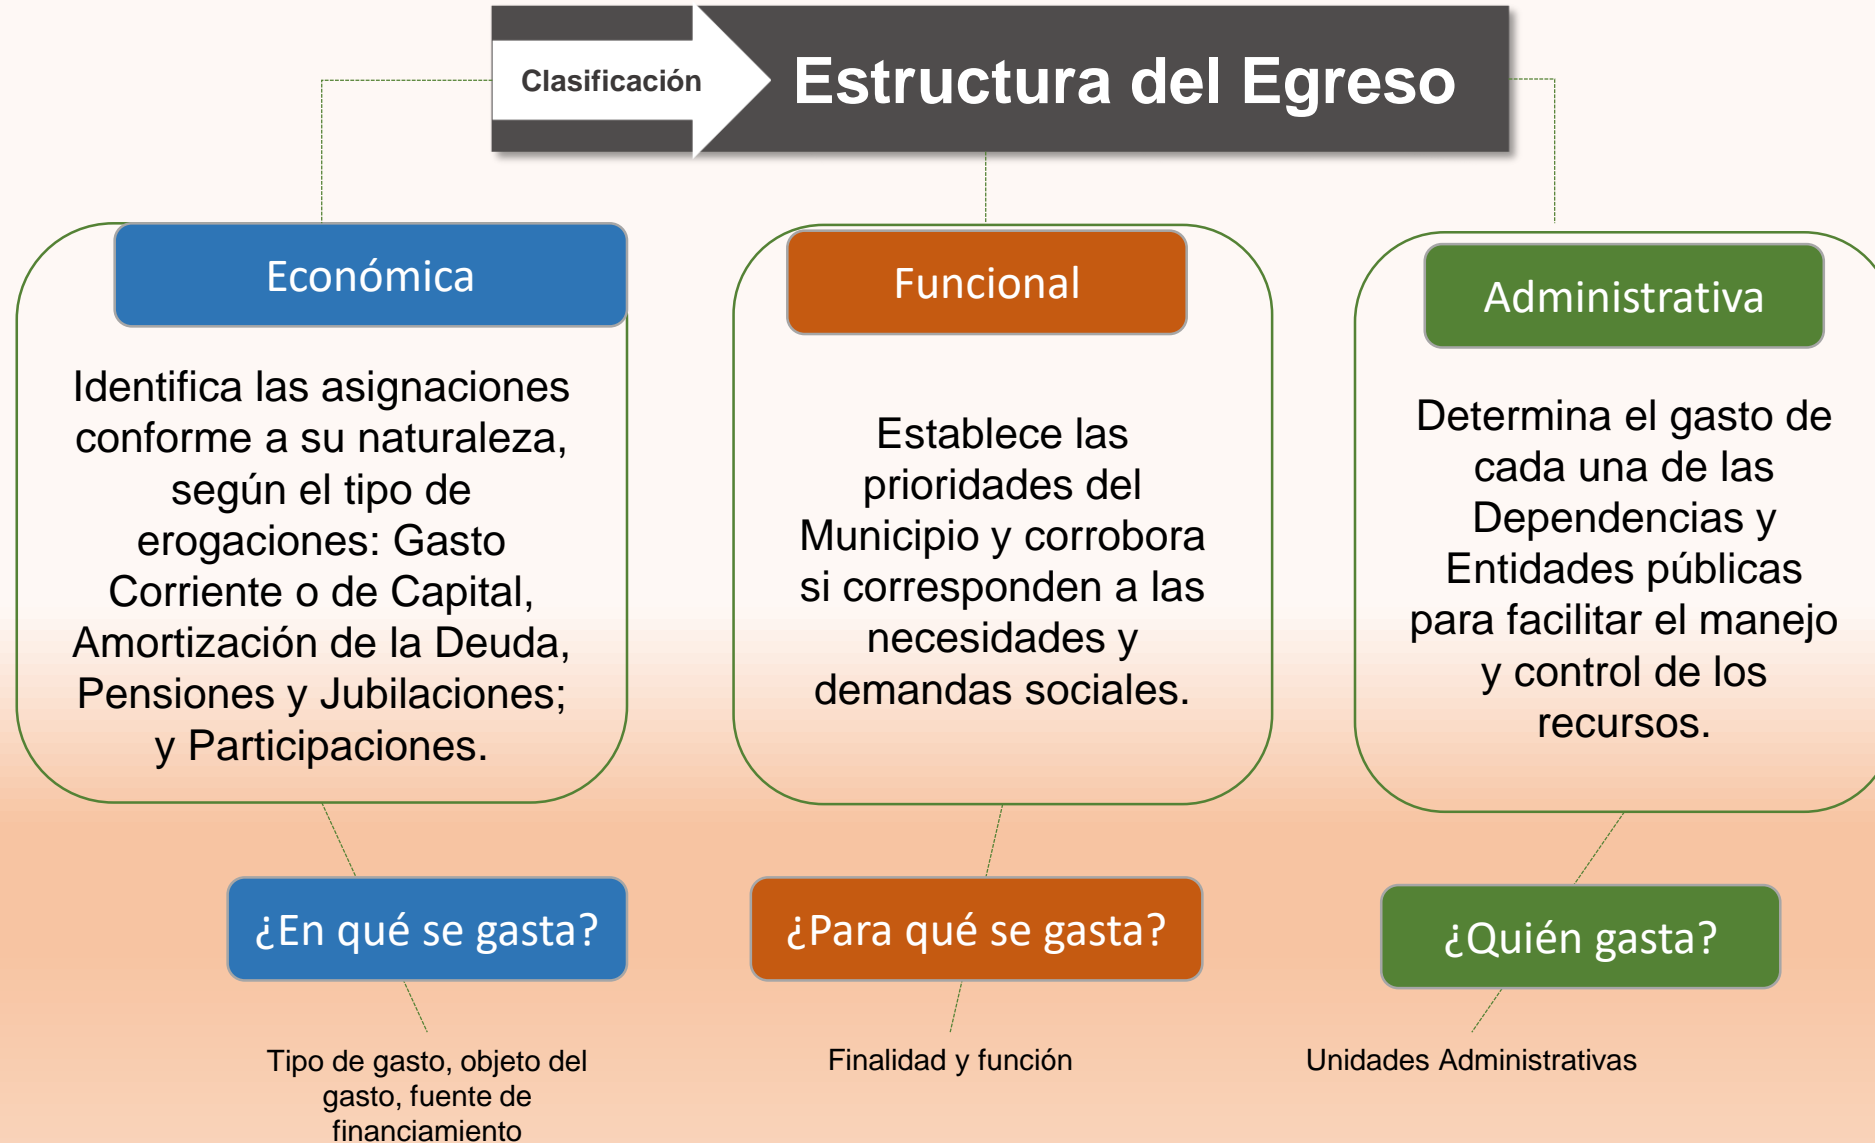 Clasificación
Estructura del Egreso
Económica
Identifica las asignaciones
conforme a su naturaleza,
según el tipo de
erogaciones: Gasto
Corriente o de Capital,
Amortización de la Deuda,
Pensiones y Jubilaciones;
y Participaciones.
¿En qué se gasta?
Tipo de gasto, objeto del
gasto, fuente de
financiamiento
Funcional
Establece las
prioridades del
Municipio y corrobora
si corresponden a las
necesidades y
demandas sociales.
¿Para qué se gasta?
Finalidad y función
Administrativa
Determina el gasto de
cada una de las
Dependencias y
Entidades públicas
para facilitar el manejo
y control de los
recursos.
¿Quién gasta?
Unidades Administrativas